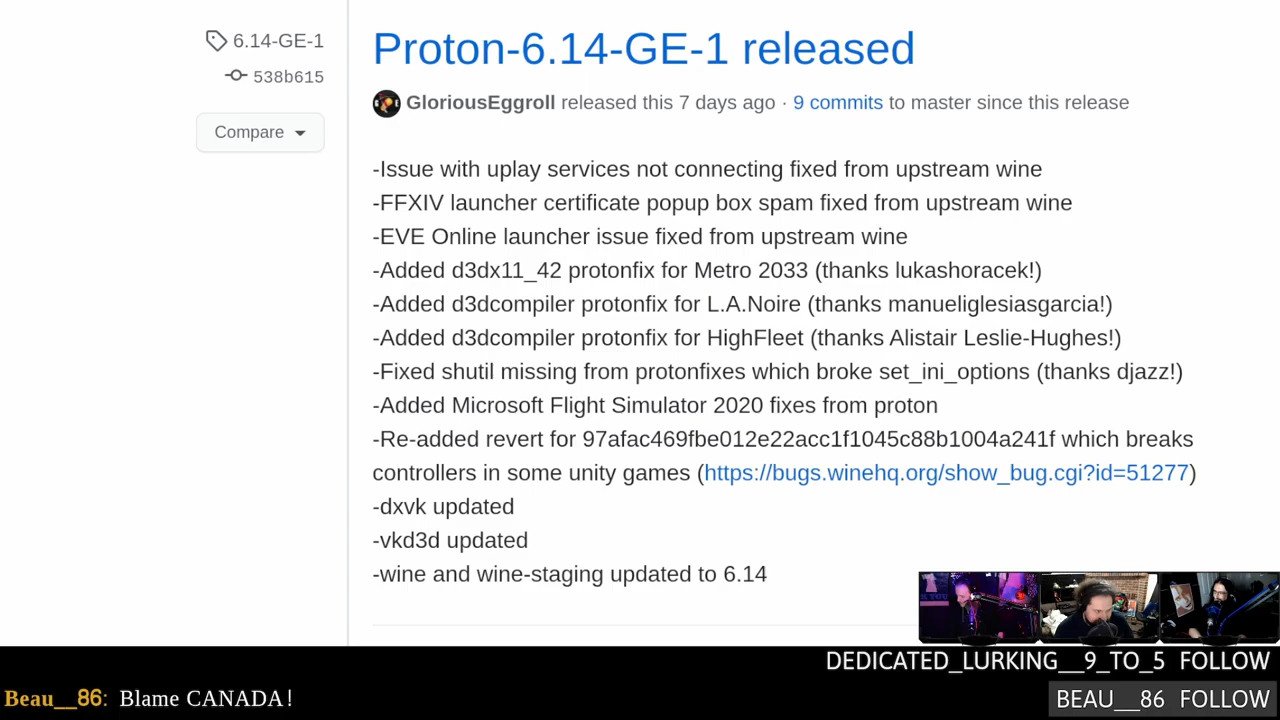 6.14-GE-1
538b615
Compare
Proton-6.14-GE-1 released
GloriousEggroll released this 7 days ago · 9 commits to master since this release
-Issue with uplay services not connecting fixed from upstream wine
-FFXIV launcher certificate popup box spam fixed from upstream wine
-EVE Online launcher issue fixed from upstream wine
-Added d3dx11_42 protonfix for Metro 2033 (thanks lukashoracek!)
-Added d3dcompiler protonfix for L.A.Noire (thanks manueliglesiasgarcia!)
-Added d3dcompiler protonfix for HighFleet (thanks Alistair Leslie-Hughes!)
-Fixed shutil missing from protonfixes which broke set_ini_options (thanks djazz!)
-Added Microsoft Flight Simulator 2020 fixes from proton
-Re-added revert for 97afac469fbe012e22acc1f1045c88b1004a241f which breaks
controllers in some unity games (https://bugs.winehq.org/show_bug.cgi?id=51277)
-dxvk updated
-vkd3d updated
-wine and wine-staging updated to 6.14
DEDICATED_LURKING__9_TO_5 FOLLOW
Beau__86: Blame CANADA!
BEAU__86 FOLLOW